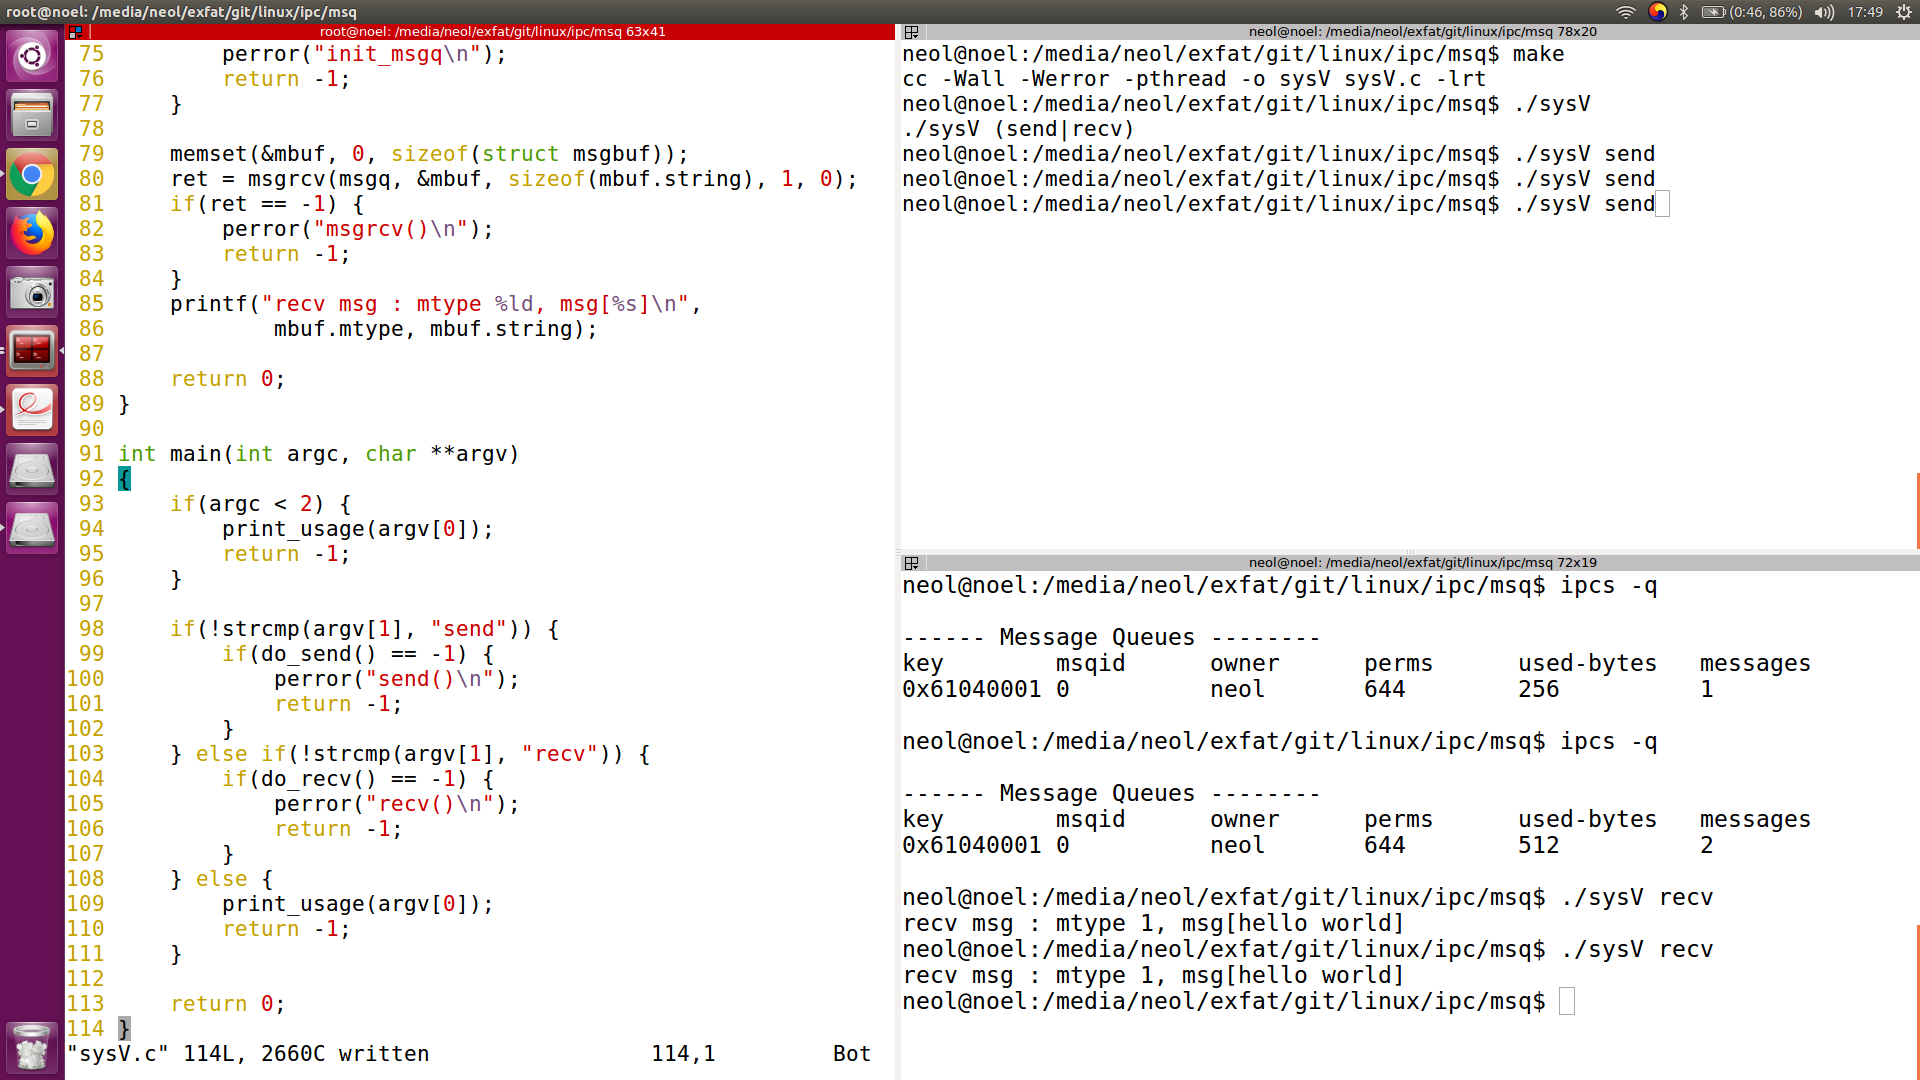 root@noel: /media/neol/exfat/git/linux/ipc/msq
(0:46, 86%)
17:49
root@noel: /media/neol/exfat/git/linux/ipc/msq 63x41
75         perror("init_msgq\n");
76         return -1;
77     }
78
79     memset(&mbuf, 0, sizeof(struct msgbuf));
80     ret = msgrcv(msgq, &mbuf, sizeof(mbuf.string), 1, 0);
81     if(ret == -1) {
82         perror("msgrcv()\n");
83         return -1;
84     }
85     printf("recv msg : mtype %ld, msg[%s]\n",
86             mbuf.mtype, mbuf.string);
87
88     return 0;
89 }
90
91 int main(int argc, char **argv)
92 {
93     if(argc < 2) {
94         print_usage(argv[0]);
95         return -1;
96     }
97
98     if(!strcmp(argv[1], "send")) {
99         if(do_send() == -1) {
100             perror("send()\n");
101             return -1;
102         }
103     } else if(!strcmp(argv[1], "recv")) {
104         if(do_recv() == -1) {
105             perror("recv()\n");
106             return -1;
107         }
108     } else {
109         print_usage(argv[0]);
110         return -1;
111     }
112
113     return 0;
114 }
"sysV.c" 114L, 2660C written                 114,1         Bot
neol@noel: /media/neol/exfat/git/linux/ipc/msq 78x20
neol@noel:/media/neol/exfat/git/linux/ipc/msq$ make
cc -Wall -Werror -pthread -o sysV sysV.c -lrt
neol@noel:/media/neol/exfat/git/linux/ipc/msq$ ./sysV
./sysV (send|recv)
neol@noel:/media/neol/exfat/git/linux/ipc/msq$ ./sysV send
neol@noel:/media/neol/exfat/git/linux/ipc/msq$ ./sysV send
neol@noel:/media/neol/exfat/git/linux/ipc/msq$ ./sysV send
neol@noel: /media/neol/exfat/git/linux/ipc/msq 72x19
neol@noel:/media/neol/exfat/git/linux/ipc/msq$ ipcs -q
------ Message Queues --------
key        msqid      owner      perms      used-bytes   messages
0x61040001 0          neol       644        256          1
neol@noel:/media/neol/exfat/git/linux/ipc/msq$ ipcs -q
------ Message Queues --------
key        msqid      owner      perms      used-bytes   messages
0x61040001 0          neol       644        512          2
neol@noel:/media/neol/exfat/git/linux/ipc/msq$ ./sysV recv
recv msg : mtype 1, msg[hello world]
neol@noel:/media/neol/exfat/git/linux/ipc/msq$ ./sysV recv
recv msg : mtype 1, msg[hello world]
neol@noel:/media/neol/exfat/git/linux/ipc/msq$